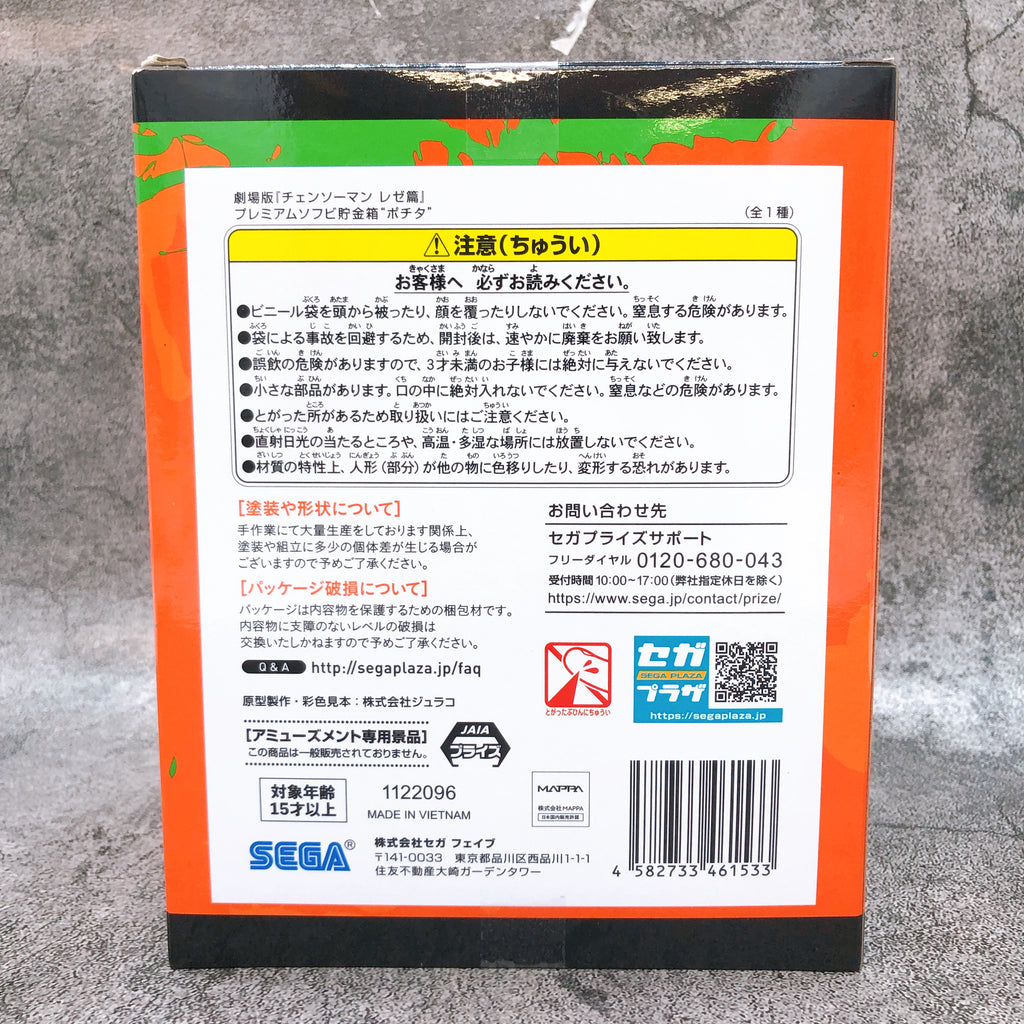 劇場版『チェンソーマン レゼ篇』
プレミアムソフビ貯金箱“ポチタ”
（全1種）
注意（ちゅうい）
お客様へ 必ずお読みください。
●ビニール袋を頭から被ったり、顔を覆ったりしないでください。窒息する危険があります。
●袋による事故を回避するため、開封後は、速やかに廃棄をお願い致します。
●誤飲の危険がありますので、3才未満のお子様には絶対に与えないでください。
●小さな部品があります。口の中に絶対入れないでください。窒息などの危険があります。
●とがった所があるため取り扱いにはご注意ください。
●直射日光の当たるところや、高温・多湿な場所には放置しないでください。
●材質の特性上、人形（部分）が他の物に色移りしたり、変形する恐れがあります。
［塗装や形状について］
手作業にて大量生産をしております関係上、
塗装や組立に多少の個体差が生じる場合が
ございますので予めご了承ください。
［パッケージ破損について］
パッケージは内容物を保護するための梱包材です。
内容物に支障のないレベルの破損は
交換いたしかねますので予めご了承ください。
Q&A http://segaplaza.jp/faq
原型製作・彩色見本：株式会社ジュラコ
［アミューズメント専用景品］
この商品は一般販売されておりません。
JAIA
プライズ
お問い合わせ先
セガプライズサポート
フリーダイヤル 0120-680-043
受付時間 10:00~17:00（弊社指定休日を除く）
https://www.sega.jp/contact/prize/
とがったぶひんにちゅうい
セガ
SEGA PLAZA
プラザ
https://segaplaza.jp
対象年齢
15才以上
1122096
MADE IN VIETNAM
MAPPA
株式会社MAPPA
日本国内販売許諾
SEGA®
株式会社セガ フェイブ
〒141-0033 東京都品川区西品川1-1-1
住友不動産大崎ガーデンタワー
4 582733 461533